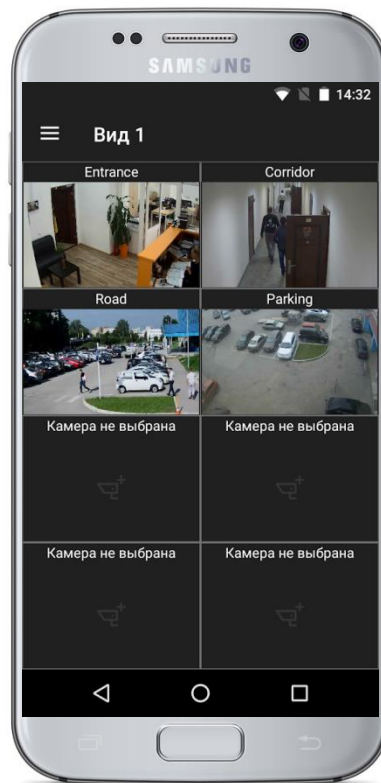 SAMSUNG
14:32
Вид 1
Entrance
Corridor
Road
Parking
Камера не выбрана
Камера не выбрана
Камера не выбрана
Камера не выбрана